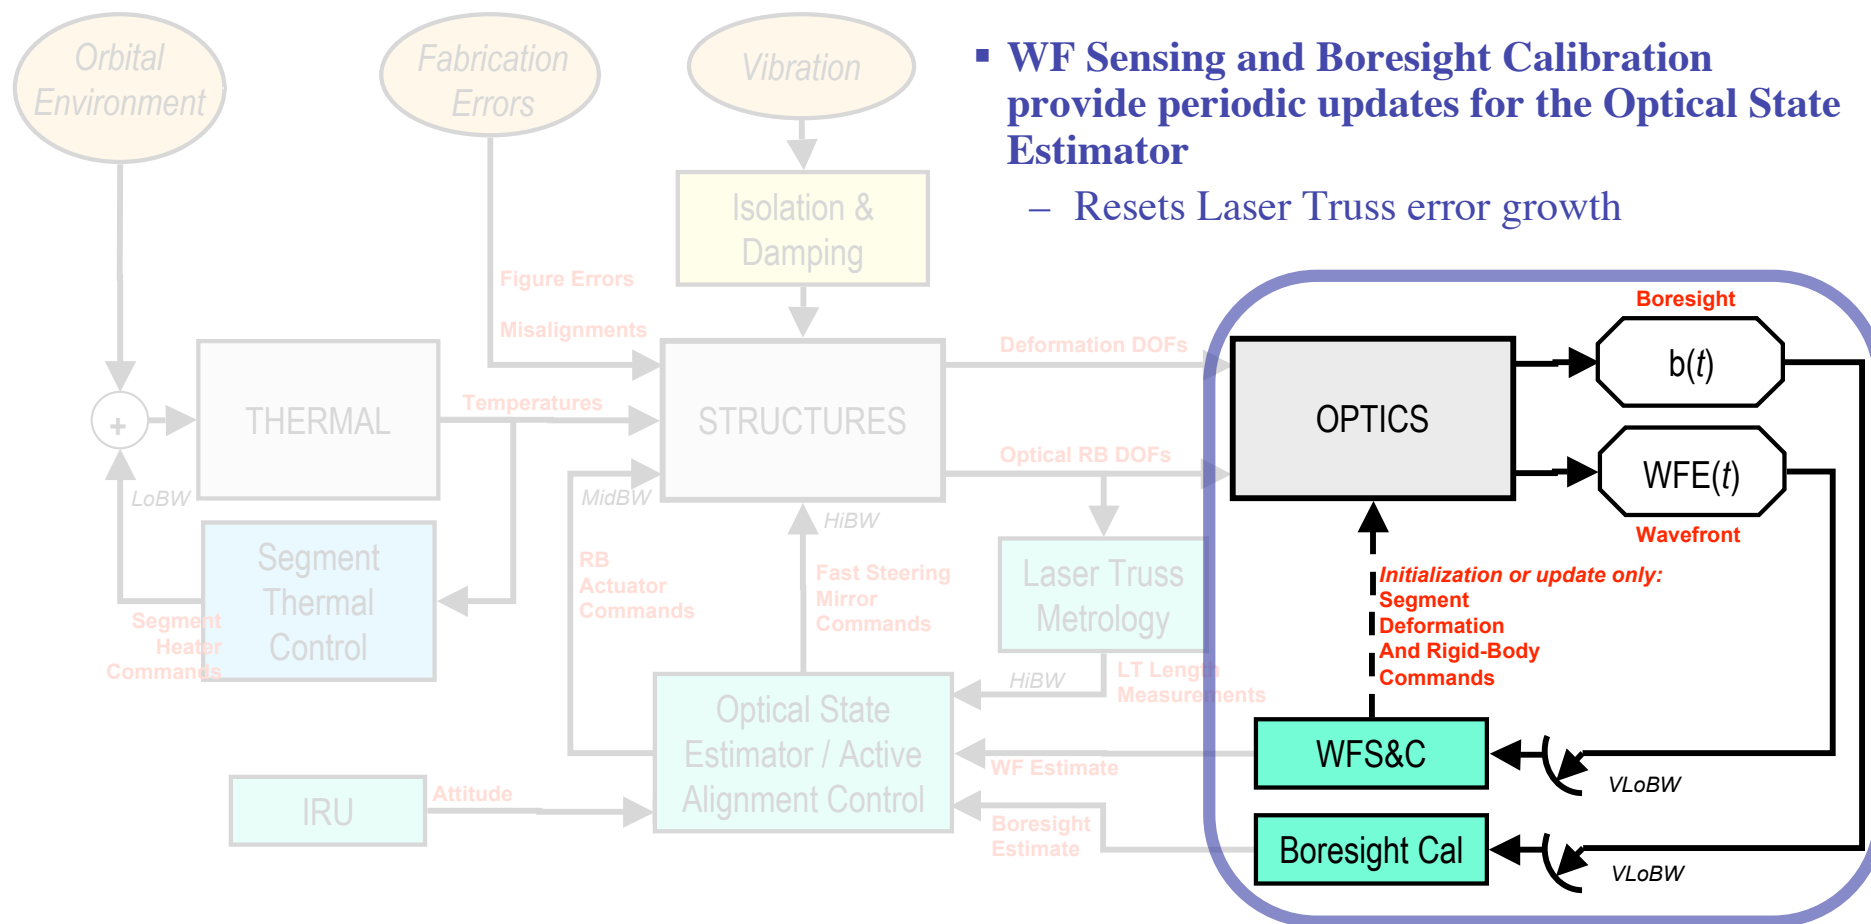 Orbital
Environment
Fabrication
Errors
Vibration
▪ WF Sensing and Boresight Calibration
provide periodic updates for the Optical State
Estimator
– Resets Laser Truss error growth
Isolation &
Damping
Figure Errors
Misalignments
Deformation DOFs
Boresight
b(t)
OPTICS
THERMAL
Temperatures
STRUCTURES
+
Optical RB DOFs
WFE(t)
Wavefront
LoBW
MidBW
HiBW
Segment
Thermal
Control
RB
Actuator
Commands
Fast Steering
Mirror
Commands
Laser Truss
Metrology
Initialization or update only:
Segment
Deformation
And Rigid-Body
Commands
Segment
Heater
Commands
HiBW
LT Length
Measurements
Optical State
Estimator / Active
Alignment Control
WF Estimate
WFS&C
VLoBW
IRU
Attitude
Boresight
Estimate
Boresight Cal
VLoBW